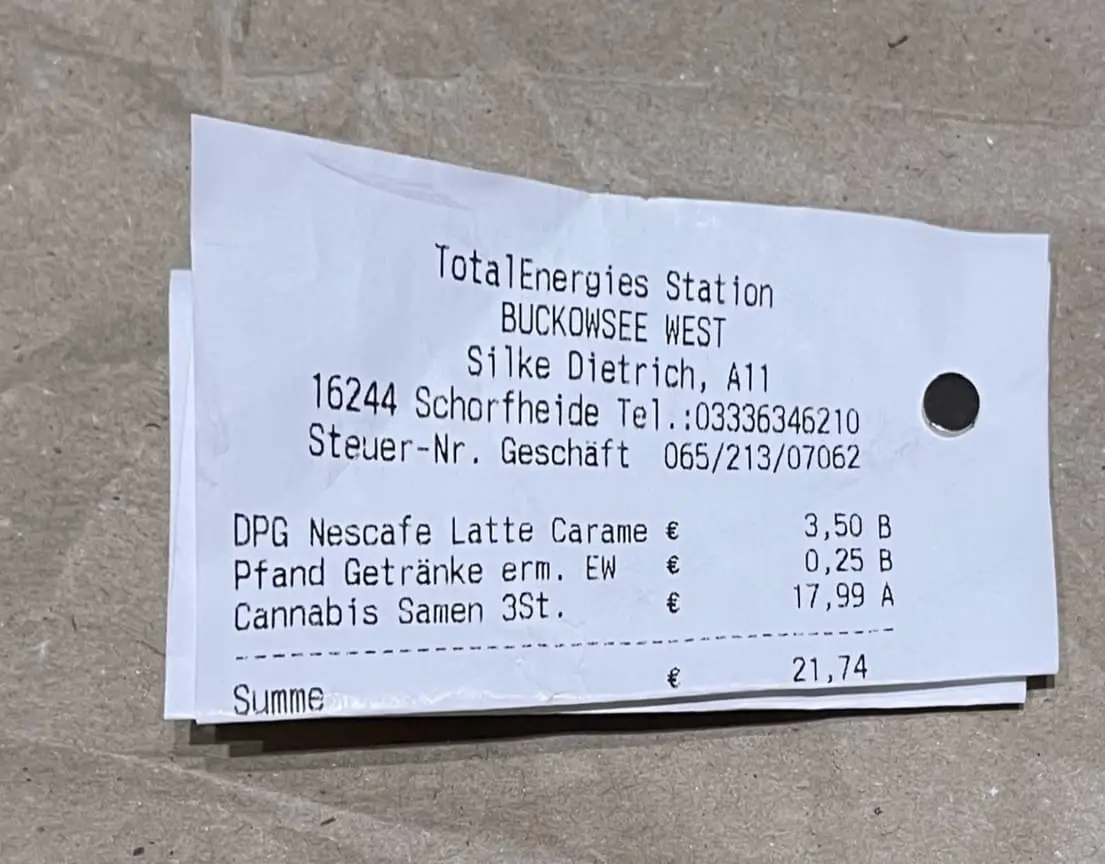 TotalEnergies Station
BUCKOWSEE WEST
Silke Dietrich, A11
16244 Schorfheide Tel.:03336346210
Steuer-Nr. Geschäft 065/213/07062
DPG Nescafe Latte Carame € 3,50 B
Pfand Getränke erm. EW € 0,25 B
Cannabis Samen 3St. € 17,99 A
Summe € 21,74